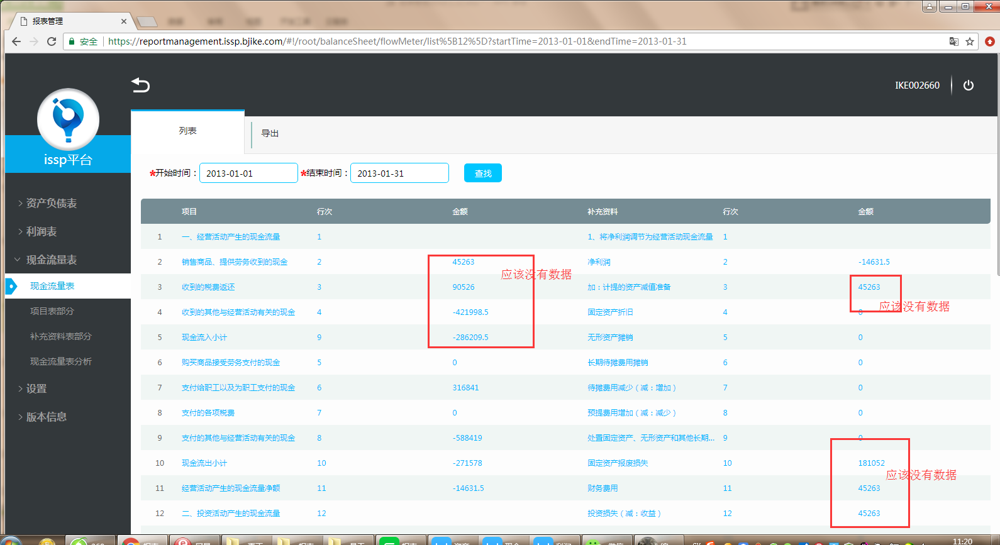 报表管理
安全
https://reportmanagement.issp.bjike.com/#!/root/balanceSheet/flowMeter/list%5B12%5D?startTime=2013-01-01&endTime=2013-01-31
IKE002660
issp平台
列表
导出
*开始时间： 2013-01-01 *结束时间： 2013-01-31 查找
资产负债表
利润表
现金流量表
现金流量表
项目表部分
补充资料表部分
现金流量表分析
设置
版本信息
项目 行次 金额 补充资料 行次 金额
1 一、经营活动产生的现金流量 1 1、将净利润调节为经营活动现金流量 1
2 销售商品、提供劳务收到的现金 2 45263 净利润 2 -14631.5
应该没有数据
3 收到的税费返还 3 90526 加：计提的资产减值准备 3 45263
4 收到的其他与经营活动有关的现金 4 -421998.5 固定资产折旧 4 0
应该没有数据
5 现金流入小计 9 -286209.5 无形资产摊销 5 0
6 购买商品接受劳务支付的现金 5 0 长期待摊费用摊销 6 0
7 支付给职工以及为职工支付的现金 6 316841 待摊费用减少（减：增加） 7 0
8 支付的各项税费 7 0 预提费用增加（减：减少） 8 0
9 支付的其他与经营活动有关的现金 8 -588419 处置固定资产、无形资产和其他长期... 9 0
10 现金流出小计 10 -271578 固定资产报废损失 10 181052
应该没有数据
11 经营活动产生的现金流量净额 11 -14631.5 财务费用 11 45263
12 二、投资活动产生的现金流量 12 投资损失（减：收益） 12 45263
11:20